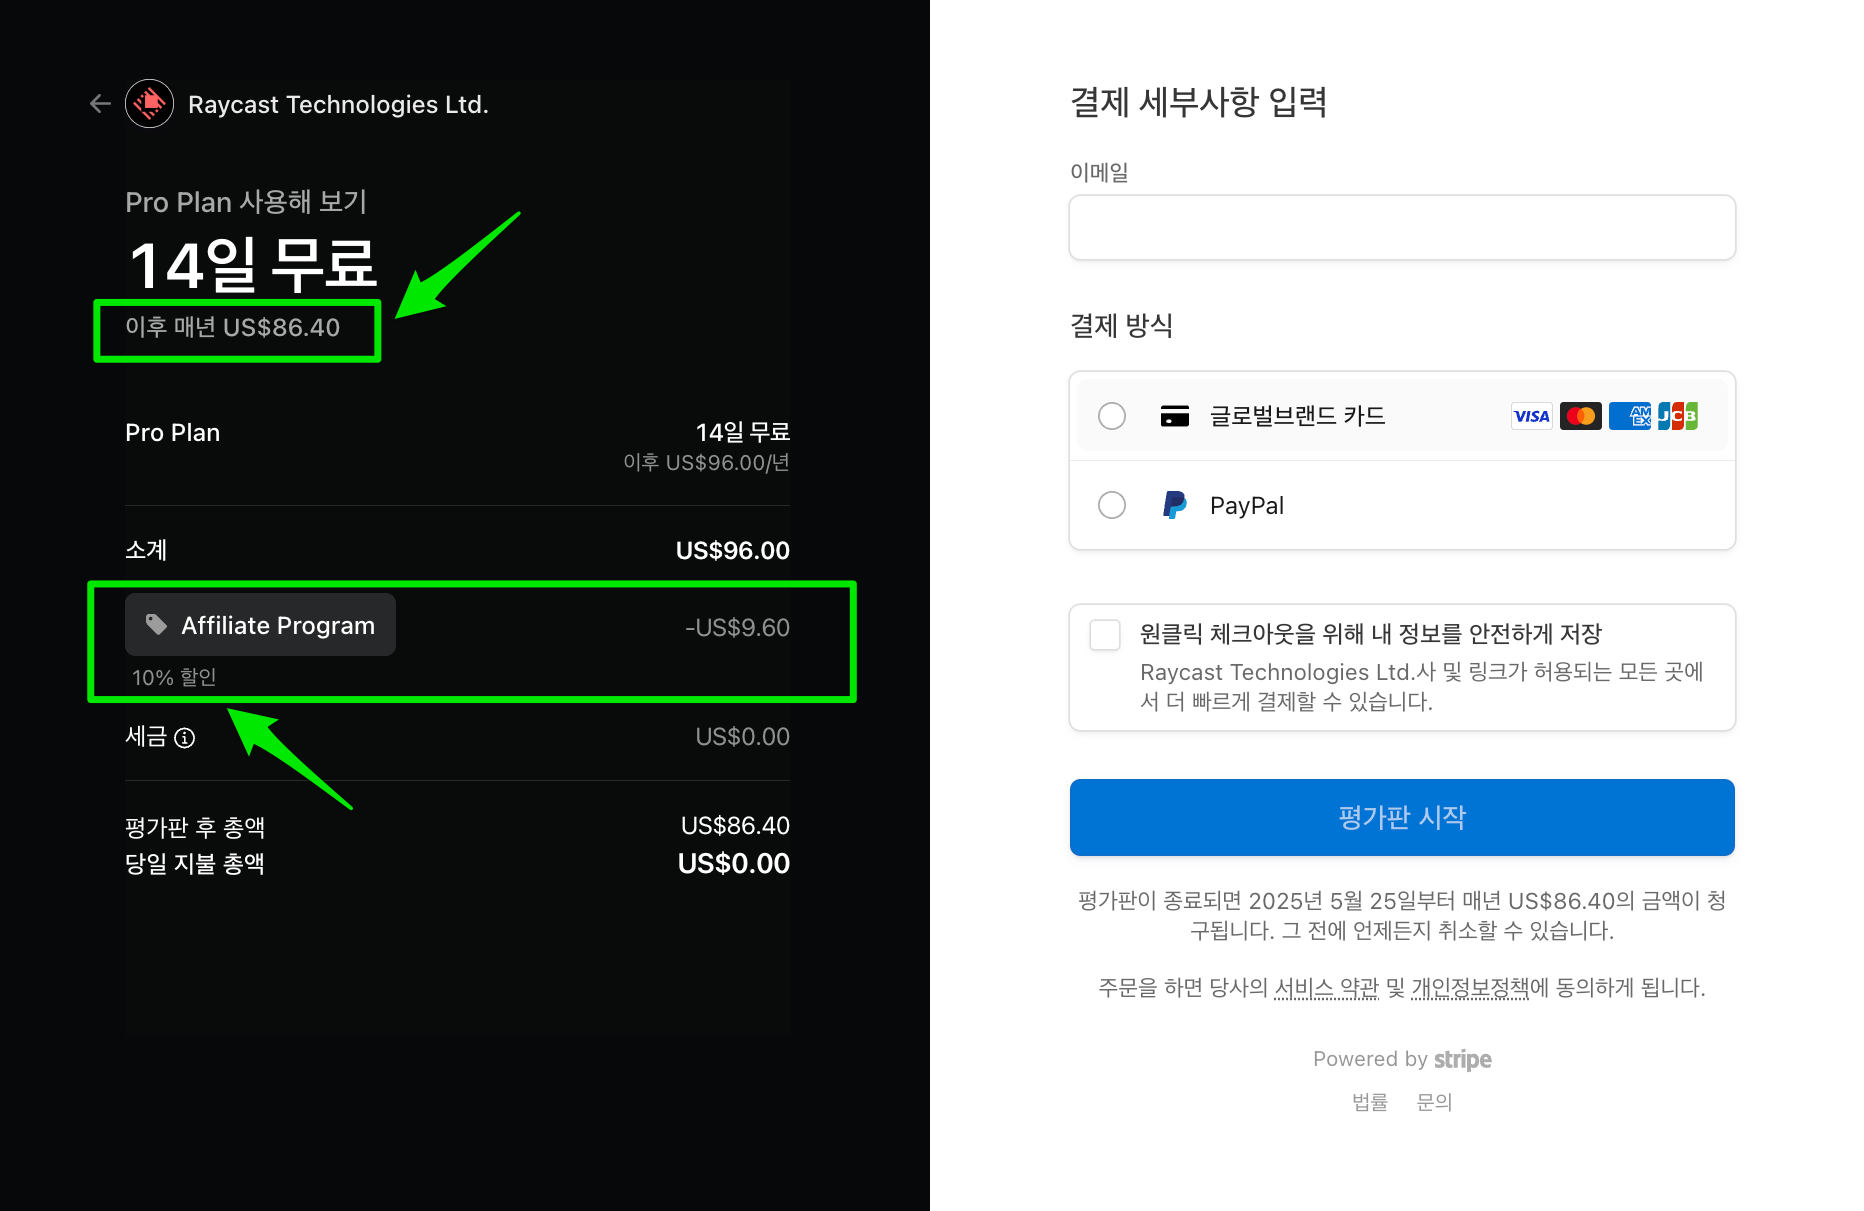 Raycast Technologies Ltd.
Pro Plan 사용해 보기
14일 무료
이후 매년 US$86.40
Pro Plan
14일 무료
이후 US$96.00/년
소계
US$96.00
Affiliate Program
-US$9.60
10% 할인
세금
US$0.00
평가판 후 총액
US$86.40
당일 지불 총액
US$0.00
결제 세부사항 입력
이메일
결제 방식
글로벌브랜드 카드
VISA
AM
EX
JCB
PayPal
원클릭 체크아웃을 위해 내 정보를 안전하게 저장
Raycast Technologies Ltd.사 및 링크가 허용되는 모든 곳에
서 더 빠르게 결제할 수 있습니다.
평가판 시작
평가판이 종료되면 2025년 5월 25일부터 매년 US$86.40의 금액이 청
구됩니다. 그 전에 언제든지 취소할 수 있습니다.
주문을 하면 당사의 서비스 약관 및 개인정보정책에 동의하게 됩니다.
Powered by stripe
법률
문의